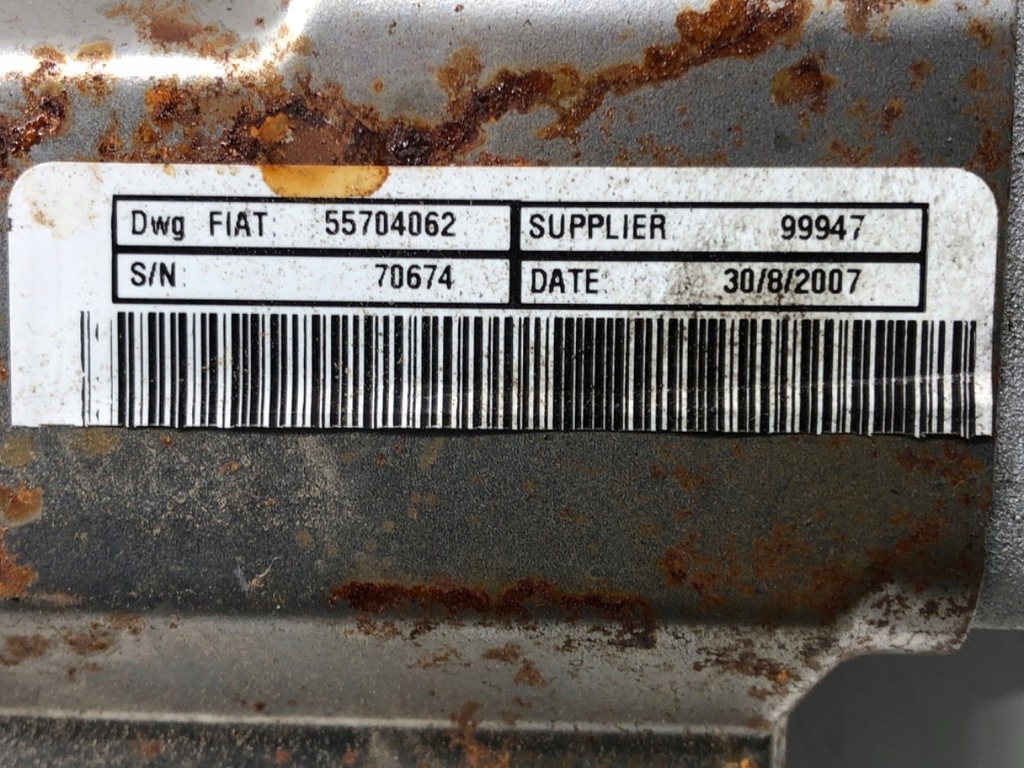 Dwg FIAT: 55704062 SUPPLIER 99947
S/N: 70674 DATE 30/8/2007